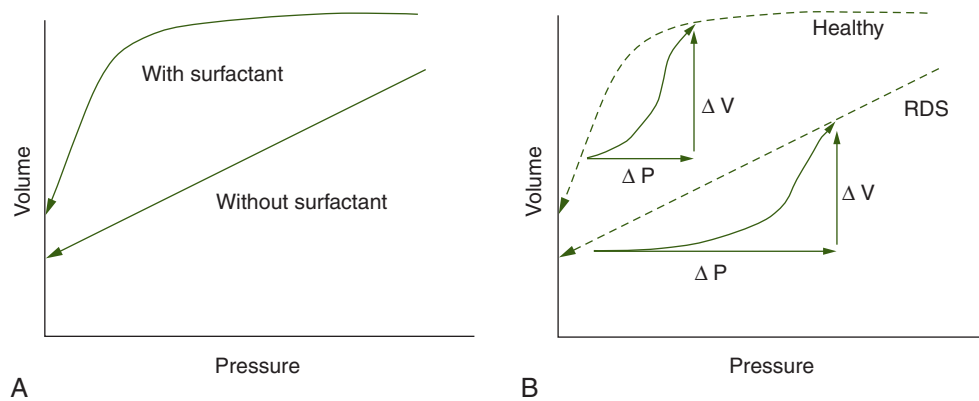 With surfactant
Without surfactant
Volume
Pressure
A
Healthy
Δ V
Δ P
RDS
Δ V
Δ P
Volume
Pressure
B